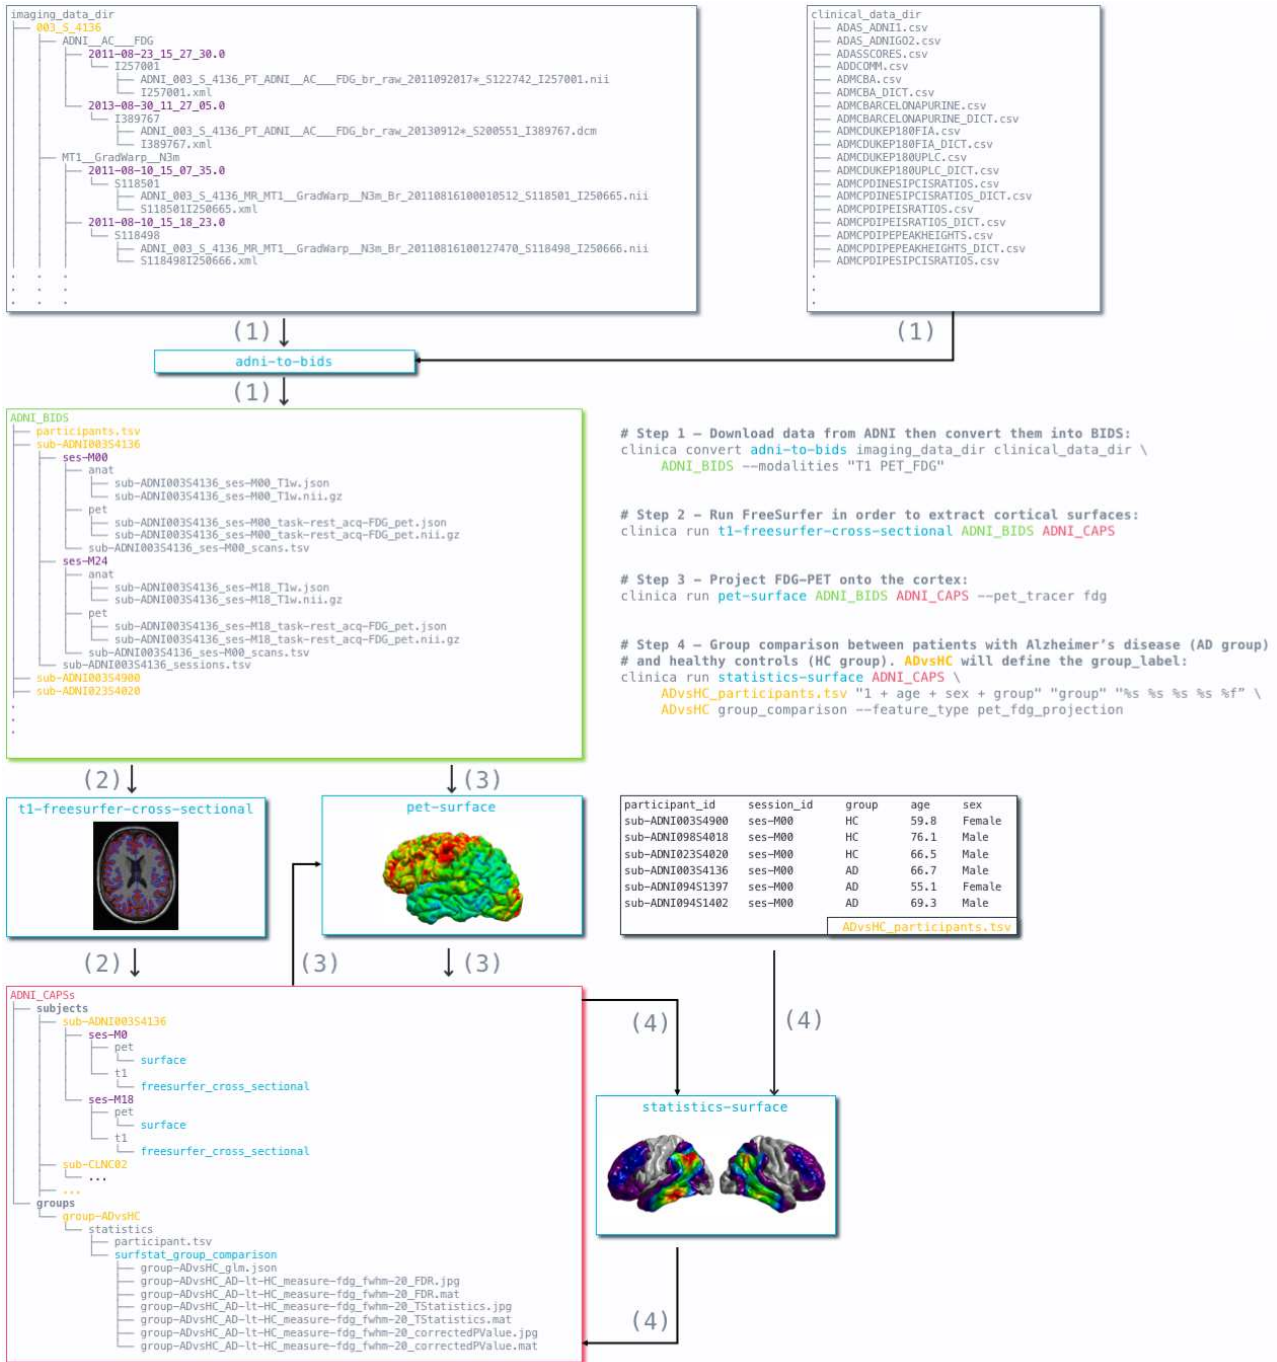 imaging_data_dir
003_S_4136
ADNI__AC___FDG
2011-08-23_15_27_30.0
I257001
ADNI_003_S_4136_PT_ADNI__AC___FDG_br_raw_2011092017*_S122742_I257001.nii
I257001.xml
2013-08-30_11_27_05.0
I389767
ADNI_003_S_4136_PT_ADNI__AC___FDG_br_raw_20130912*_S200551_I389767.dcm
I389767.xml
MT1__GradWarp__N3m
2011-08-10_15_07_35.0
S118501
ADNI_003_S_4136_MR_MT1__GradWarp__N3m_Br_20110816100010512_S118501_I250665.nii
S118501I250665.xml
2011-08-10_15_18_23.0
S118498
ADNI_003_S_4136_MR_MT1__GradWarp__N3m_Br_20110816100127470_S118498_I250666.nii
S118498I250666.xml
clinical_data_dir
ADAS_ADNI1.csv
ADAS_ADNIGO2.csv
ADASSCORES.csv
ADDCOMM.csv
ADMCBA.csv
ADMCBA_DICT.csv
ADMCBARCELONAPURINE.csv
ADMCBARCELONAPURINE_DICT.csv
ADMCDUKEP180FIA.csv
ADMCDUKEP180FIA_DICT.csv
ADMCDUKEP180UPLC.csv
ADMCDUKEP180UPLC_DICT.csv
ADMCPDINESIPCISRATIOS.csv
ADMCPDINESIPCISRATIOS_DICT.csv
ADMCPDIPEISRATIOS.csv
ADMCPDIPEISRATIOS_DICT.csv
ADMCPDIPEPEAKHEIGHTS.csv
ADMCPDIPEPEAKHEIGHTS_DICT.csv
ADMCPDIPESIPCISRATIOS.csv
(1)
(1)
adni-to-bids
(1)
ADNI_BIDS
participants.tsv
sub-ADNI003S4136
ses-M00
anat
sub-ADNI003S4136_ses-M00_T1w.json
sub-ADNI003S4136_ses-M00_T1w.nii.gz
pet
sub-ADNI003S4136_ses-M00_task-rest_acq-FDG_pet.json
sub-ADNI003S4136_ses-M00_task-rest_acq-FDG_pet.nii.gz
sub-ADNI003S4136_ses-M00_scans.tsv
ses-M24
anat
sub-ADNI003S4136_ses-M18_T1w.json
sub-ADNI003S4136_ses-M18_T1w.nii.gz
pet
sub-ADNI003S4136_ses-M18_task-rest_acq-FDG_pet.json
sub-ADNI003S4136_ses-M18_task-rest_acq-FDG_pet.nii.gz
sub-ADNI003S4136_ses-M00_scans.tsv
sub-ADNI003S4136_sessions.tsv
sub-ADNI003S4900
sub-ADNI023S4020
# Step 1 – Download data from ADNI then convert them into BIDS:
clinica convert adni-to-bids imaging_data_dir clinical_data_dir \
ADNI_BIDS --modalities "T1 PET_FDG"
# Step 2 – Run FreeSurfer in order to extract cortical surfaces:
clinica run t1-freesurfer-cross-sectional ADNI_BIDS ADNI_CAPS
# Step 3 – Project FDG-PET onto the cortex:
clinica run pet-surface ADNI_BIDS ADNI_CAPS --pet_tracer fdg
# Step 4 – Group comparison between patients with Alzheimer's disease (AD group)
# and healthy controls (HC group). ADvsHC will define the group_label:
clinica run statistics-surface ADNI_CAPS \
ADvsHC_participants.tsv "1 + age + sex + group" "group" "%s %s %s %s %f" \
ADvsHC group_comparison --feature_type pet_fdg_projection
(2)
(3)
t1-freesurfer-cross-sectional
pet-surface
participant_id session_id group age sex
sub-ADNI003S4900 ses-M00 HC 59.8 Female
sub-ADNI098S4018 ses-M00 HC 76.1 Male
sub-ADNI023S4020 ses-M00 HC 66.5 Male
sub-ADNI003S4136 ses-M00 AD 66.7 Male
sub-ADNI094S1397 ses-M00 AD 55.1 Female
sub-ADNI094S1402 ses-M00 AD 69.3 Male
ADvsHC_participants.tsv
(2)
(3)
(3)
ADNI_CAPSs
subjects
sub-ADNI003S4136
ses-M0
pet
surface
t1
freesurfer_cross_sectional
ses-M18
pet
surface
t1
freesurfer_cross_sectional
sub-CLNC02
...
...
groups
group-ADvsHC
statistics
participant.tsv
surfstat_group_comparison
group-ADvsHC_glm.json
group-ADvsHC_AD-lt-HC_measure-fdg_fwhm-20_FDR.jpg
group-ADvsHC_AD-lt-HC_measure-fdg_fwhm-20_FDR.mat
group-ADvsHC_AD-lt-HC_measure-fdg_fwhm-20_TStatistics.jpg
group-ADvsHC_AD-lt-HC_measure-fdg_fwhm-20_TStatistics.mat
group-ADvsHC_AD-lt-HC_measure-fdg_fwhm-20_correctedPValue.jpg
group-ADvsHC_AD-lt-HC_measure-fdg_fwhm-20_correctedPValue.mat
(4)
(4)
statistics-surface
(4)